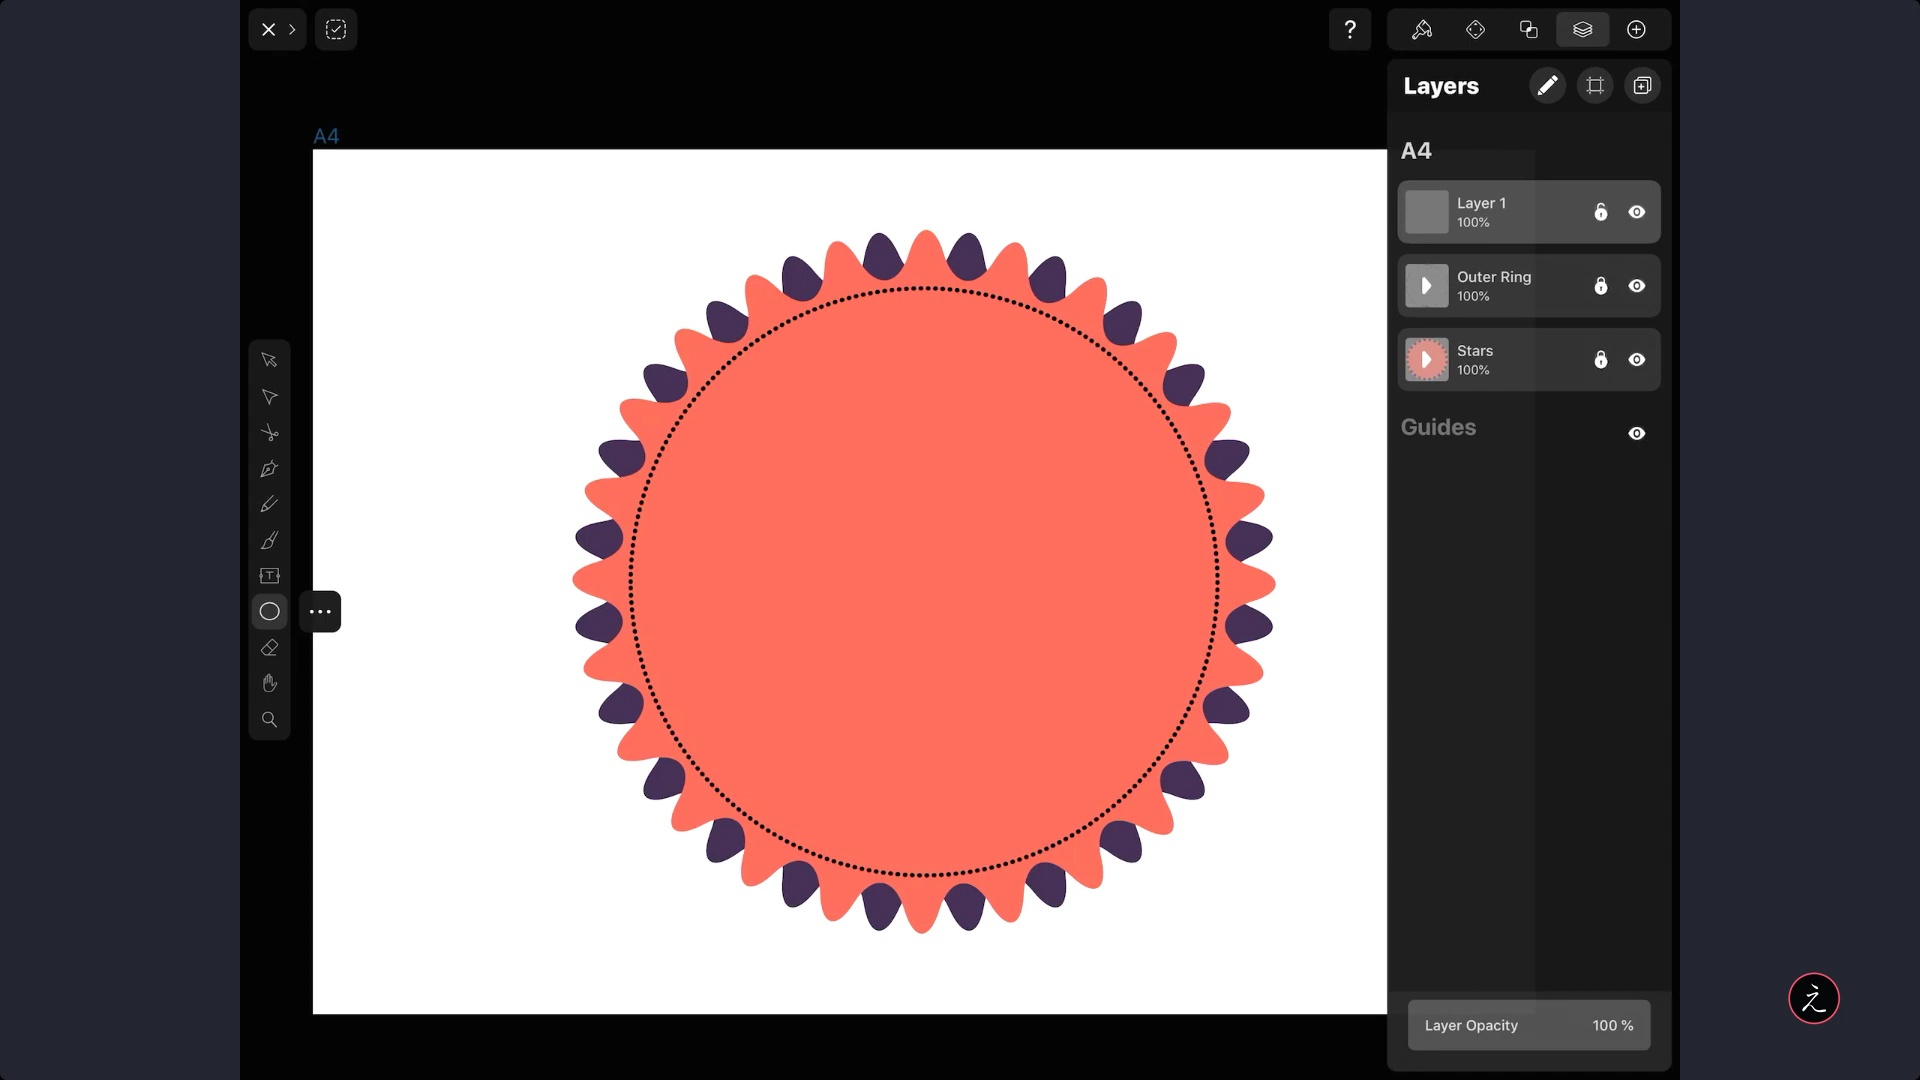 ?
Layers
A4
A4
Layer 1
100%
Outer Ring
100%
Stars
100%
Guides
T
Layer Opacity 100 %